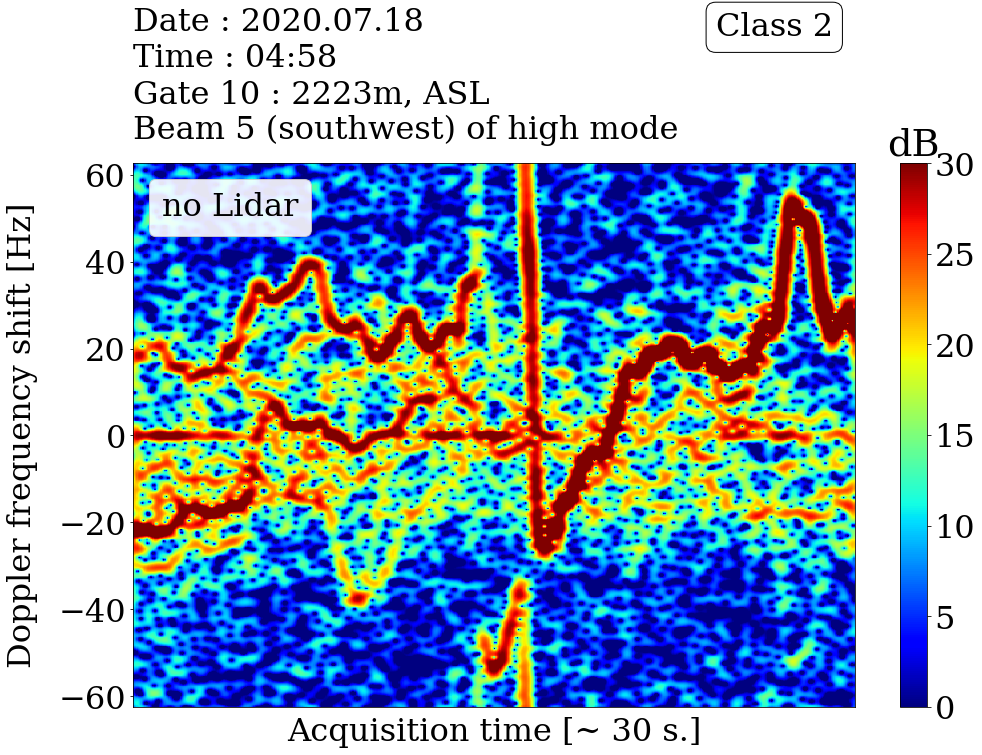 Date : 2020.07.18
Time : 04:58
Gate 10 : 2223m, ASL
Beam 5 (southwest) of high mode
Class 2
dB
no Lidar
Doppler frequency shift [Hz]
60
40
20
0
−20
−40
−60
Acquisition time [~ 30 s.]
30
25
20
15
10
5
0